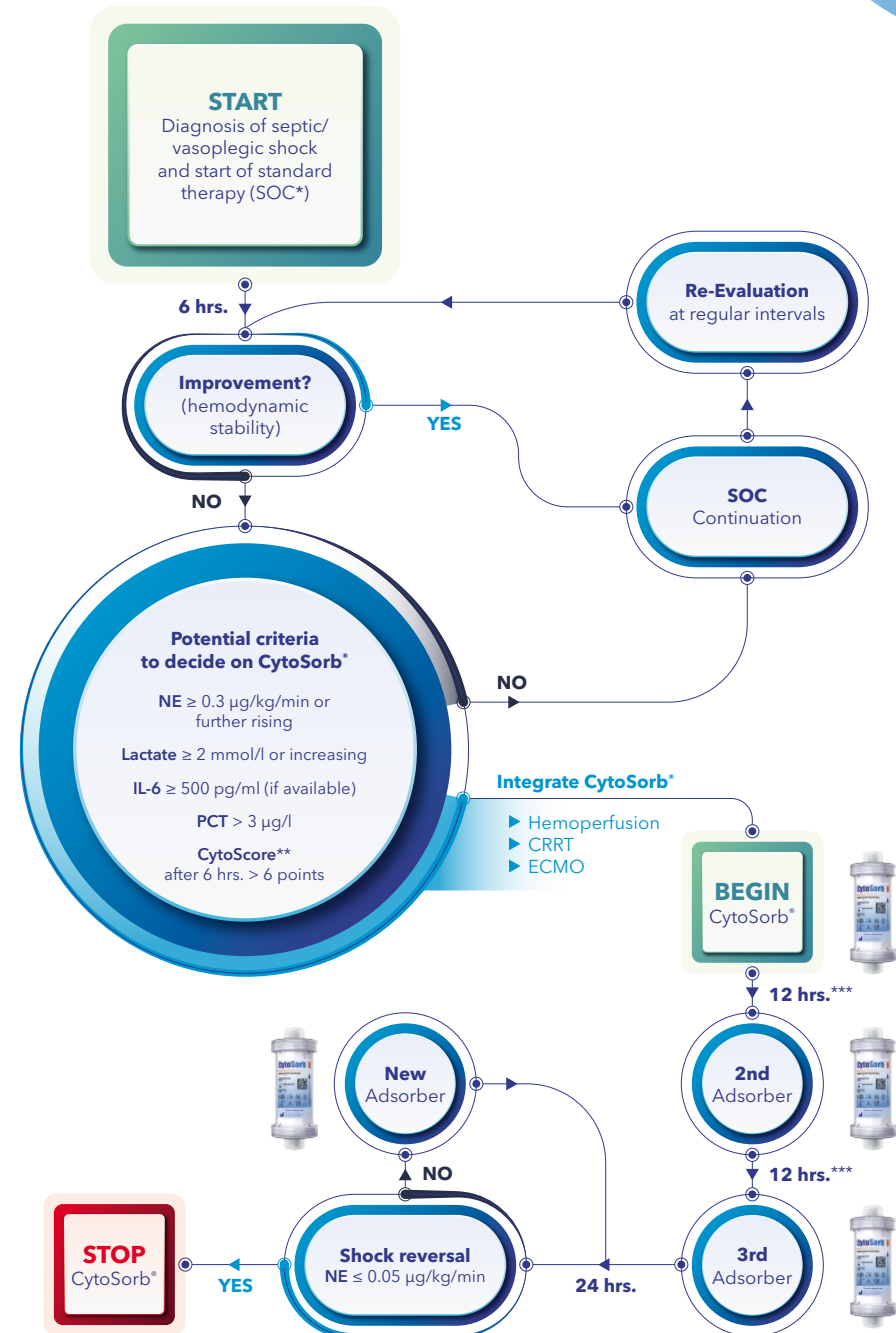 START
Diagnosis of septic/
vasoplegic shock
and start of standard
therapy (SOC*)
6 hrs.
Re-Evaluation
at regular intervals
Improvement?
(hemodynamic
stability)
YES
NO
SOC
Continuation
Potential criteria
to decide on CytoSorb®
NE ≥ 0.3 µg/kg/min or
further rising
Lactate ≥ 2 mmol/l or increasing
IL-6 ≥ 500 pg/ml (if available)
PCT > 3 µg/l
CytoScore**
after 6 hrs. > 6 points
NO
Integrate CytoSorb®
Hemoperfusion
CRRT
ECMO
BEGIN
CytoSorb®
CytoSorb
12 hrs.***
2nd
Adsorber
CytoSorb
12 hrs.***
3rd
Adsorber
CytoSorb
24 hrs.
New
Adsorber
CytoSorb
NO
Shock reversal
NE ≤ 0.05 µg/kg/min
YES
STOP
CytoSorb®